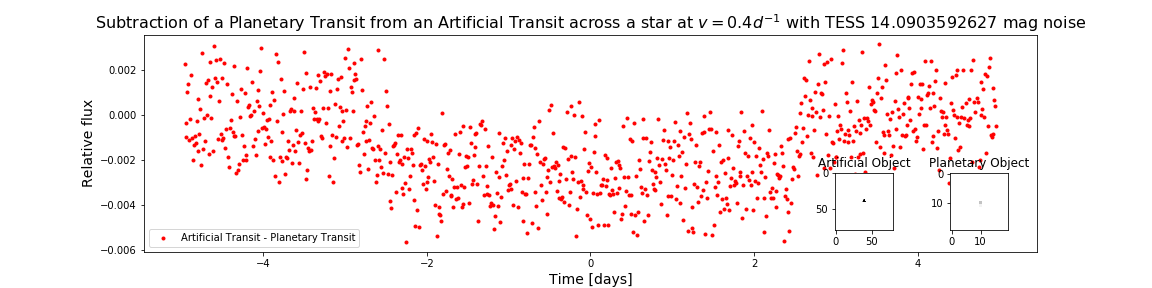 Subtraction of a Planetary Transit from an Artificial Transit across a star at v = 0.4d⁻¹ with TESS 14.0903592627 mag noise
Relative flux
0.002
0.000
−0.002
−0.004
−0.006
Artificial Transit - Planetary Transit
Artificial Object
0
50
0 50
Planetary Object
0
10
0 10
−4 −2 0 2 4
Time [days]